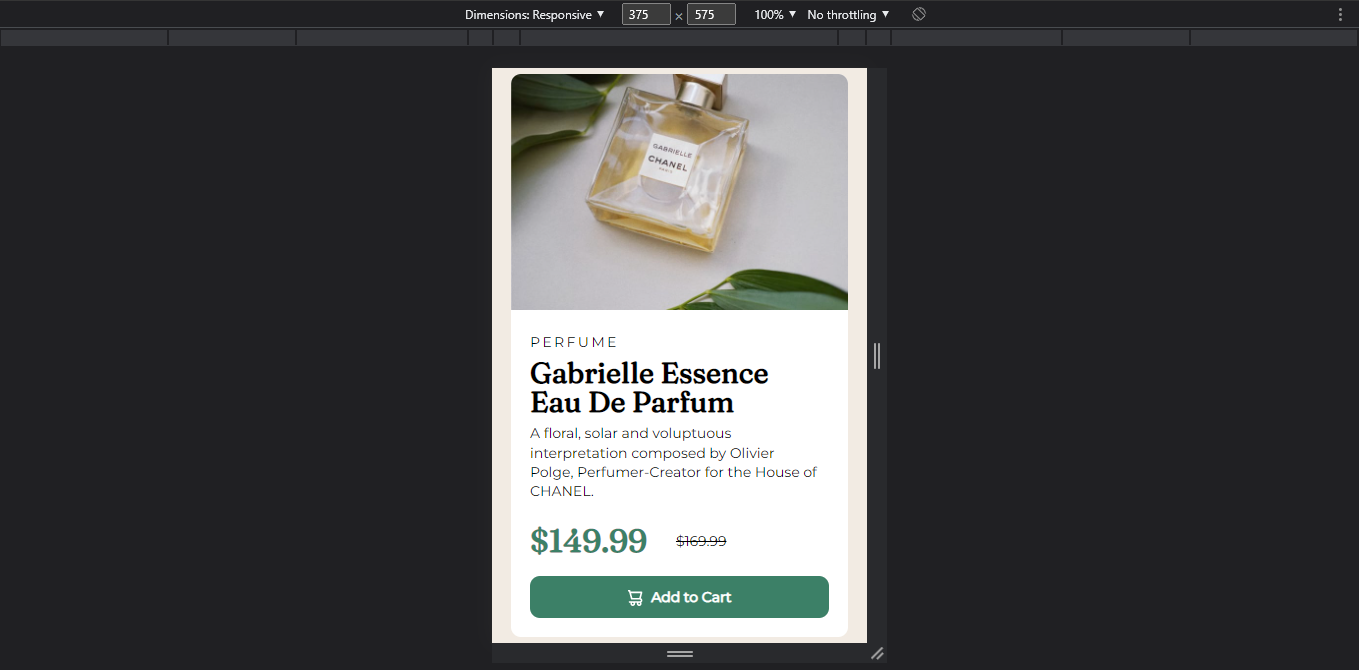 Dimensions: Responsive ▼ 375 × 575 100% ▼ No throttling ▼
GABRIELLE
CHANEL
PARIS
PERFUME
Gabrielle Essence
Eau De Parfum
A floral, solar and voluptuous
interpretation composed by Olivier
Polge, Perfumer-Creator for the House of
CHANEL.
$149.99 $169.99
Add to Cart